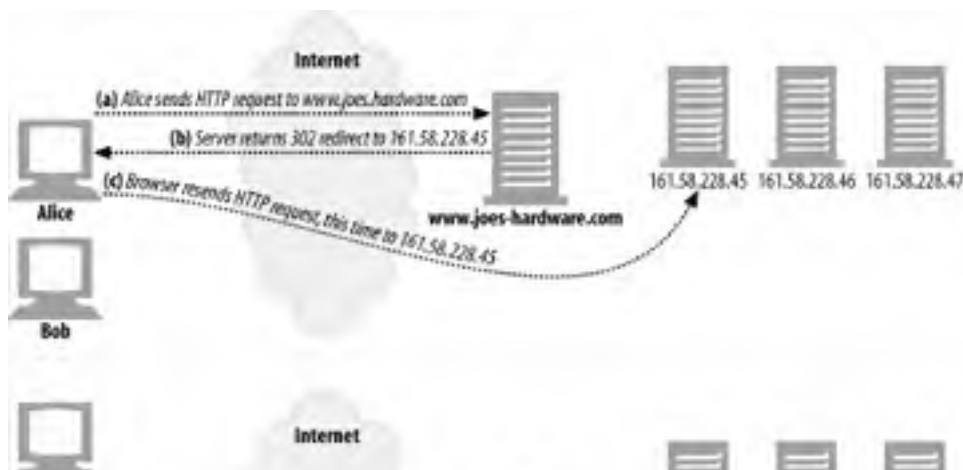 Internet
(a) Alice sends HTTP request to www.joes.hardware.com
(b) Server returns 302 redirect to 161.58.228.45
(c) Browser resends HTTP request, this time to 161.58.228.45
Alice
www.joes-hardware.com
161.58.228.45
161.58.228.46
161.58.228.47
Bob
Internet